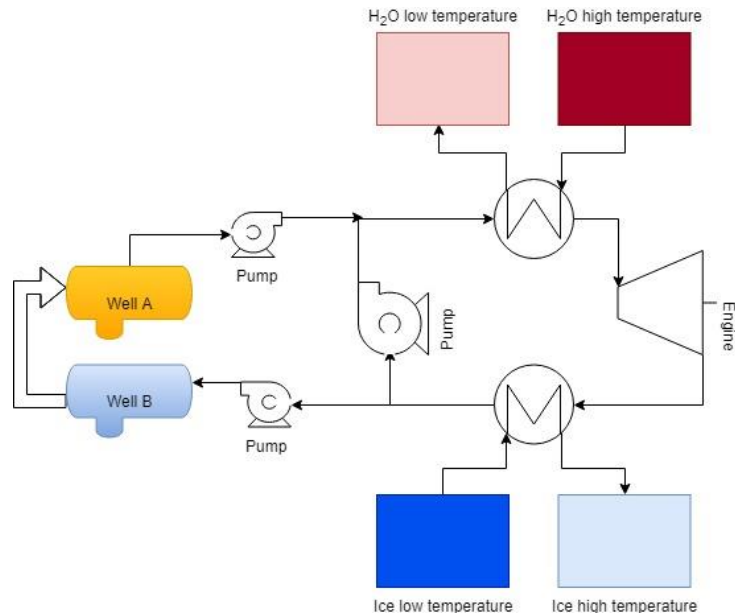 H₂O low temperature
H₂O high temperature
Pump
Well A
Pump
Engine
Well B
Pump
Ice low temperature
Ice high temperature